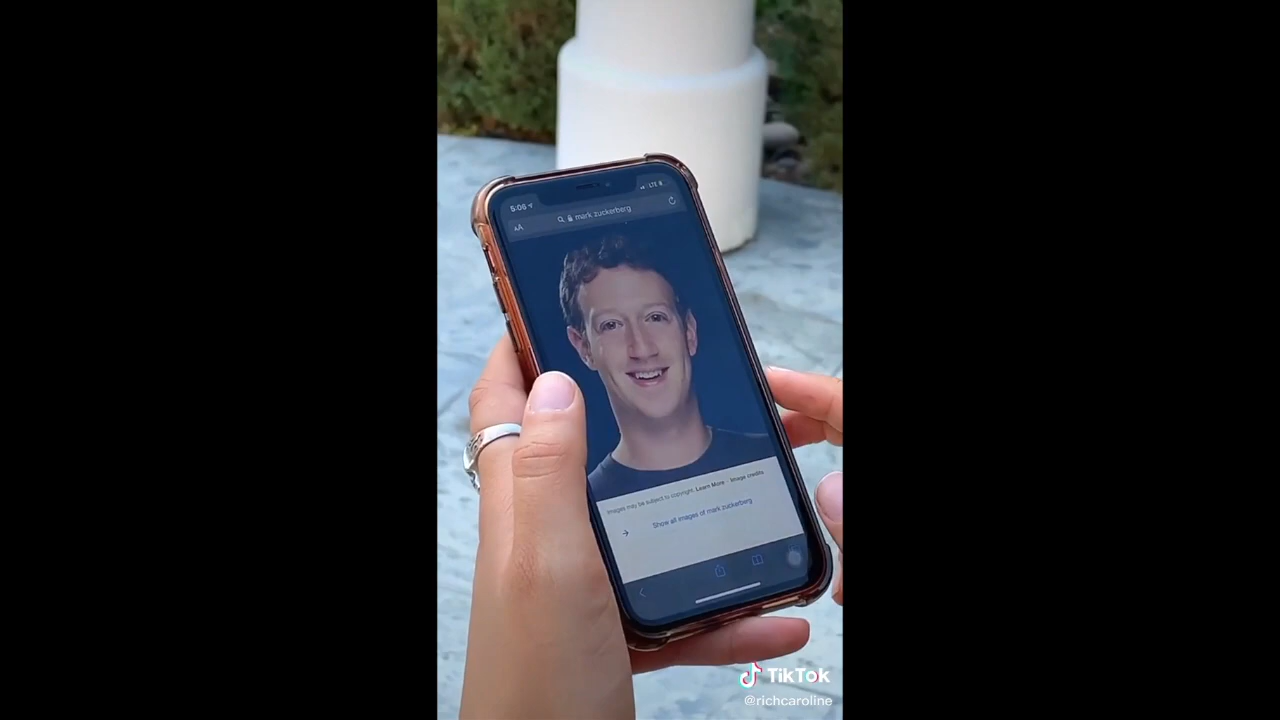 5:06
LTE
AA
mark zuckerberg
Images may be subject to copyright. Learn More · Image credits
Show all images of mark zuckerberg
TikTok
@richcaroline